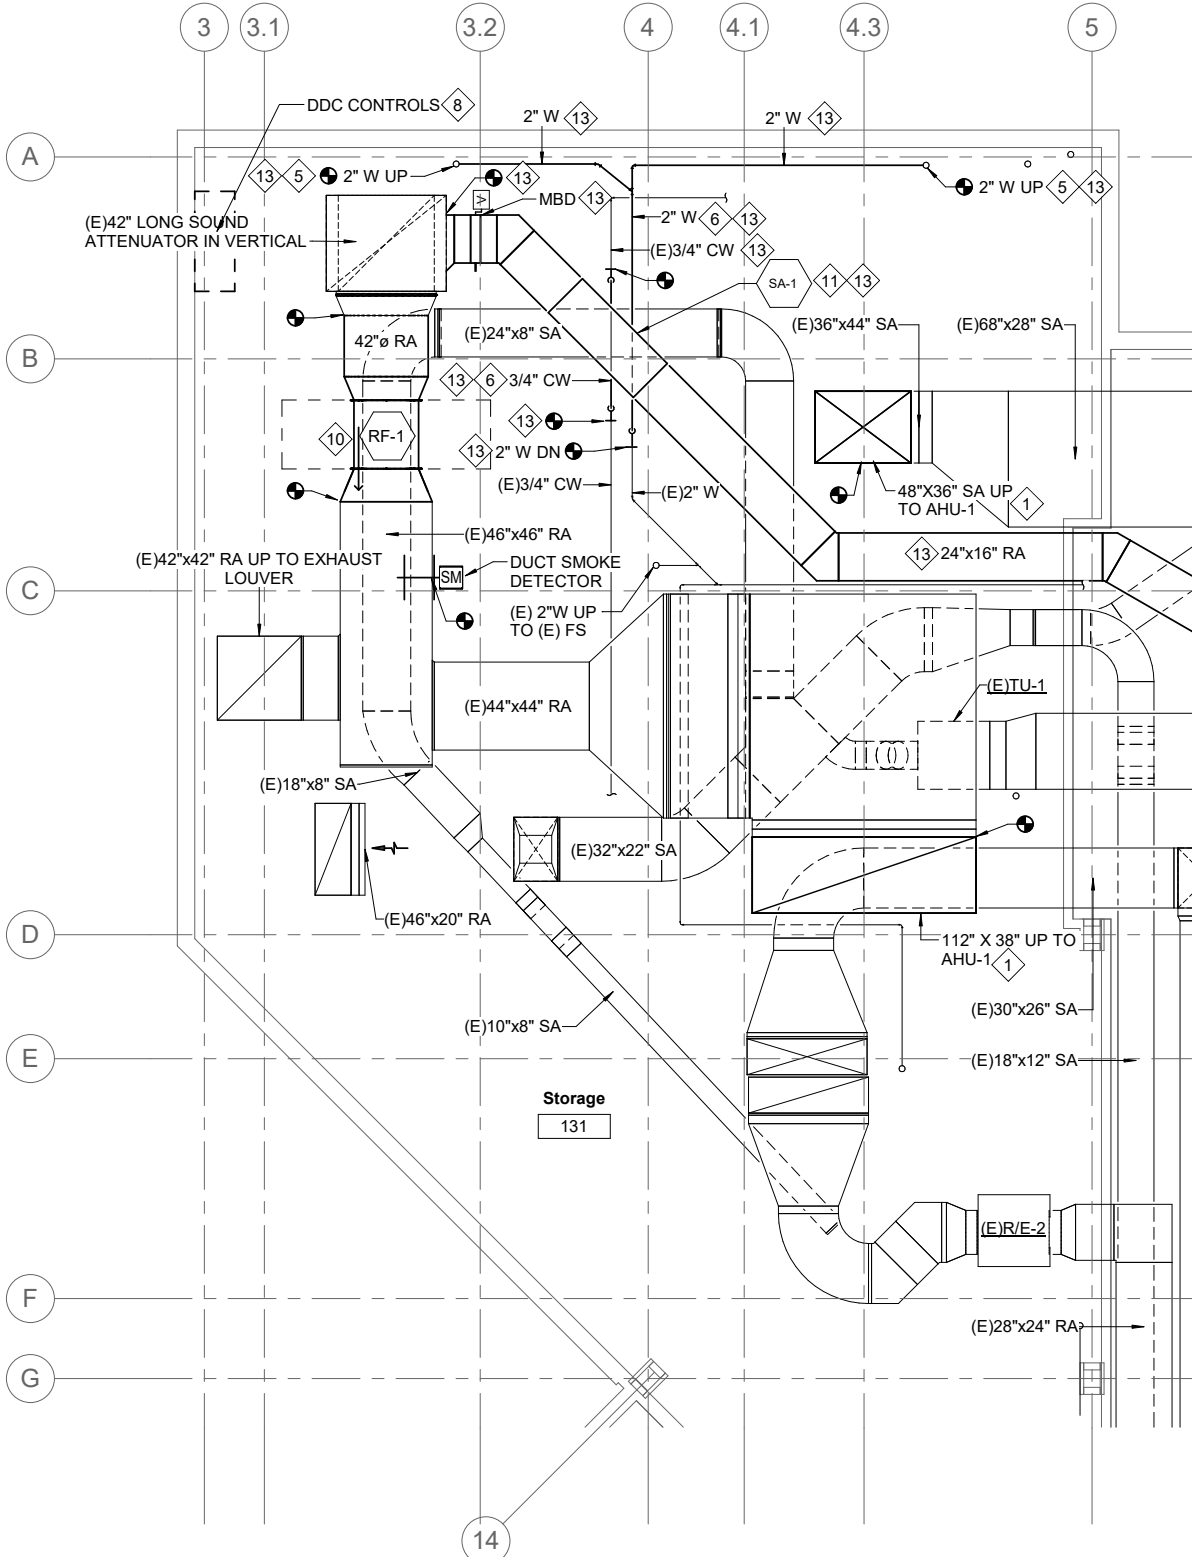 3
3.1
3.2
4
4.1
4.3
5
A
B
C
D
E
F
G
14
DDC CONTROLS 8
2" W 13
2" W 13
13 5 2" W UP
13
2" W UP 5 13
(E)42" LONG SOUND
ATTENUATOR IN VERTICAL
MBD 13
2" W 6 13
(E)3/4" CW 13
SA-1 11 13
(E)36"x44" SA
(E)68"x28" SA
(E)24"x8" SA
42"ø RA
13 6 3/4" CW
13
10 RF-1
13 2" W DN
(E)3/4" CW
(E)2" W
48"X36" SA UP
TO AHU-1 1
(E)46"x46" RA
(E)42"x42" RA UP TO EXHAUST
LOUVER
SM
DUCT SMOKE
DETECTOR
13 24"x16" RA
(E) 2"W UP
TO (E) FS
(E)TU-1
(E)44"x44" RA
(E)18"x8" SA
(E)32"x22" SA
(E)46"x20" RA
112" X 38" UP TO
AHU-1 1
(E)30"x26" SA
(E)10"x8" SA
(E)18"x12" SA
Storage
131
(E)R/E-2
(E)28"x24" RA